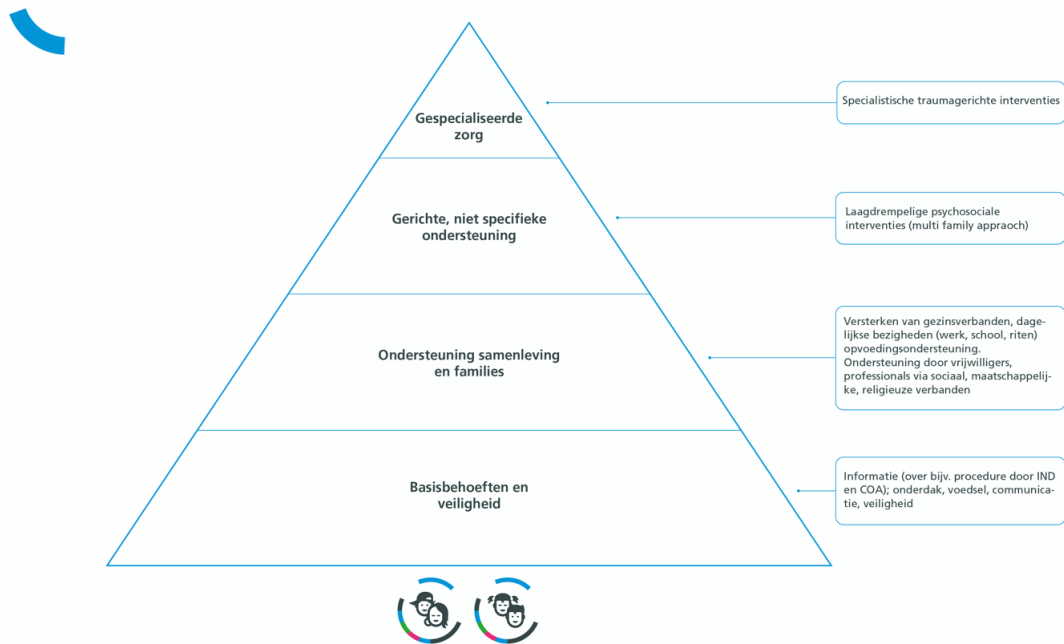 Gespecialiseerde
zorg
Specialistische traumagerichte interventies
Gerichte, niet specifieke
ondersteuning
Laagdrempelige psychosociale
interventies (multi family appraoch)
Ondersteuning samenleving
en families
Versterken van gezinsverbanden, dage-
lijkse bezigheden (werk, school, riten)
opvoedingsondersteuning.
Ondersteuning door vrijwilligers,
professionals via sociaal, maatschappelij-
ke, religieuze verbanden
Basisbehoeften en
veiligheid
Informatie (over bijv. procedure door IND
en COA); onderdak, voedsel, communica-
tie, veiligheid